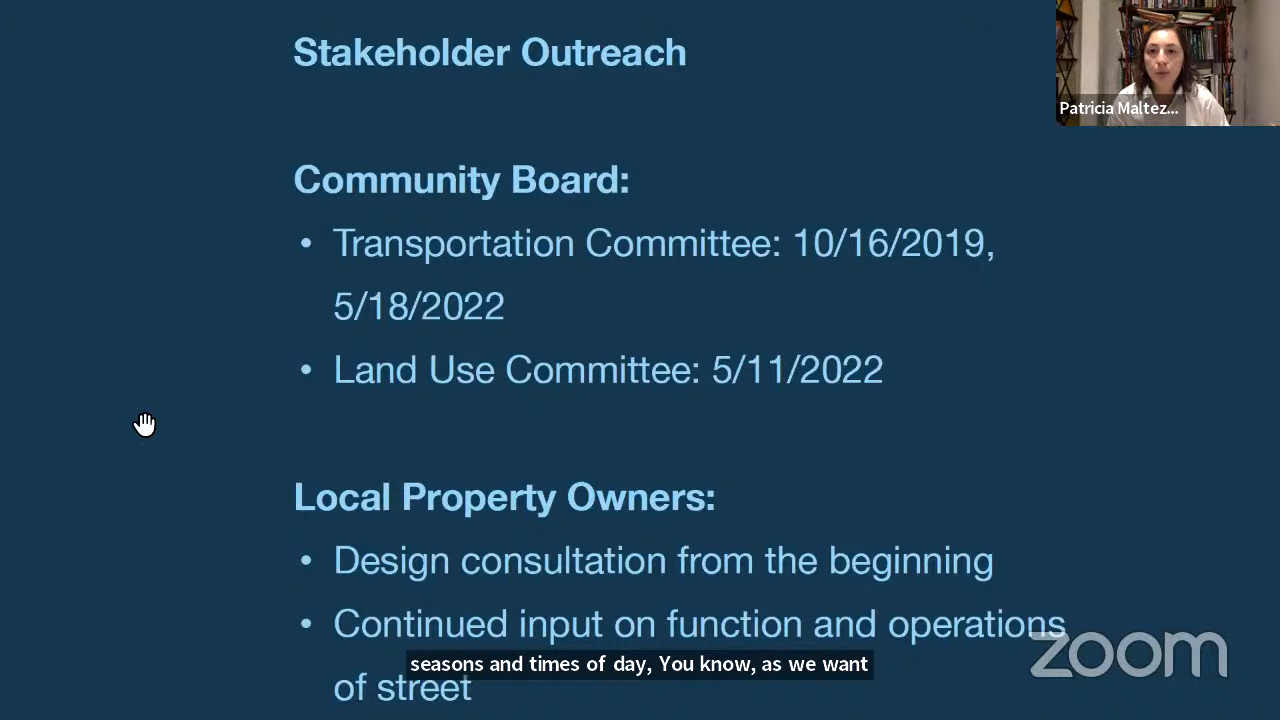 Stakeholder Outreach
Patricia Maltez...
Community Board:
• Transportation Committee: 10/16/2019,
5/18/2022
• Land Use Committee: 5/11/2022
Local Property Owners:
• Design consultation from the beginning
• Continued input on function and operations
of street
seasons and times of day, You know, as we want
zoom